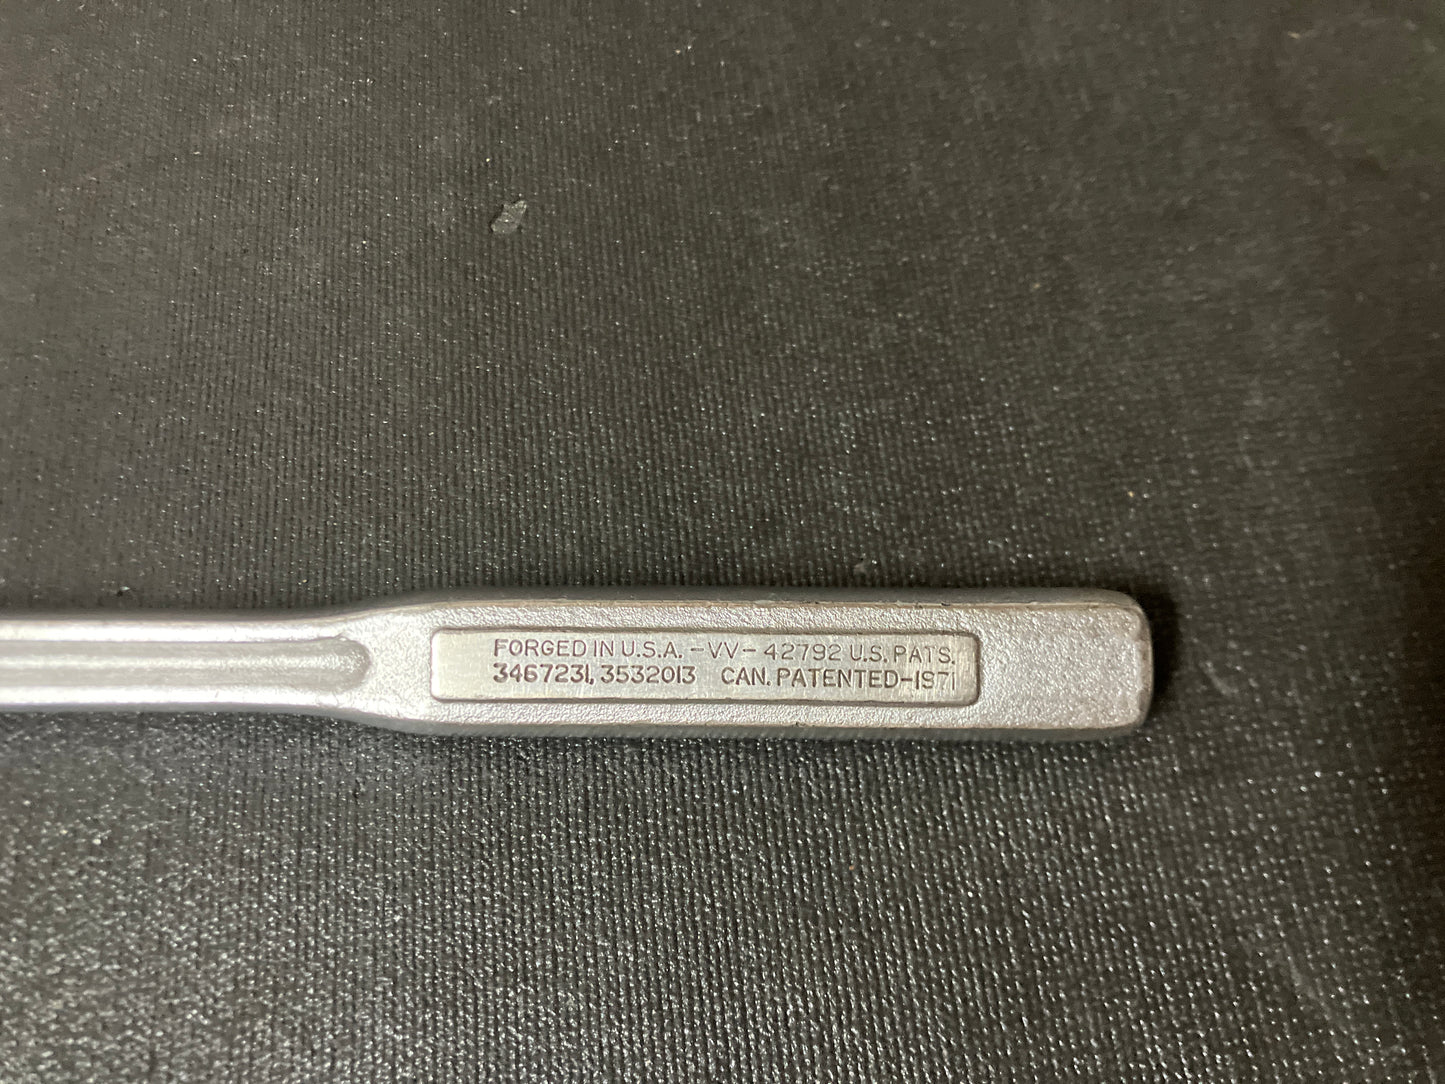 FORGED IN U.S.A. -VV- 42792 U.S. PATS.
3467231, 3532013 CAN. PATENTED-1971